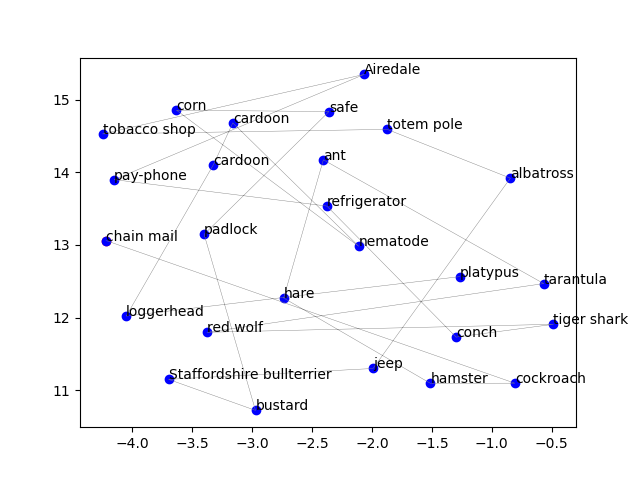 Airedale
15
corn
safe
tobacco shop
cardoon
totem pole
14
cardoon
ant
pay-phone
albatross
refrigerator
13
chain mail
padlock
nematode
platypus
tarantula
hare
12
loggerhead
red wolf
conch
tiger shark
11
Staffordshire bullterrier
jeep
hamster
cockroach
bustard
−4.0 −3.5 −3.0 −2.5 −2.0 −1.5 −1.0 −0.5